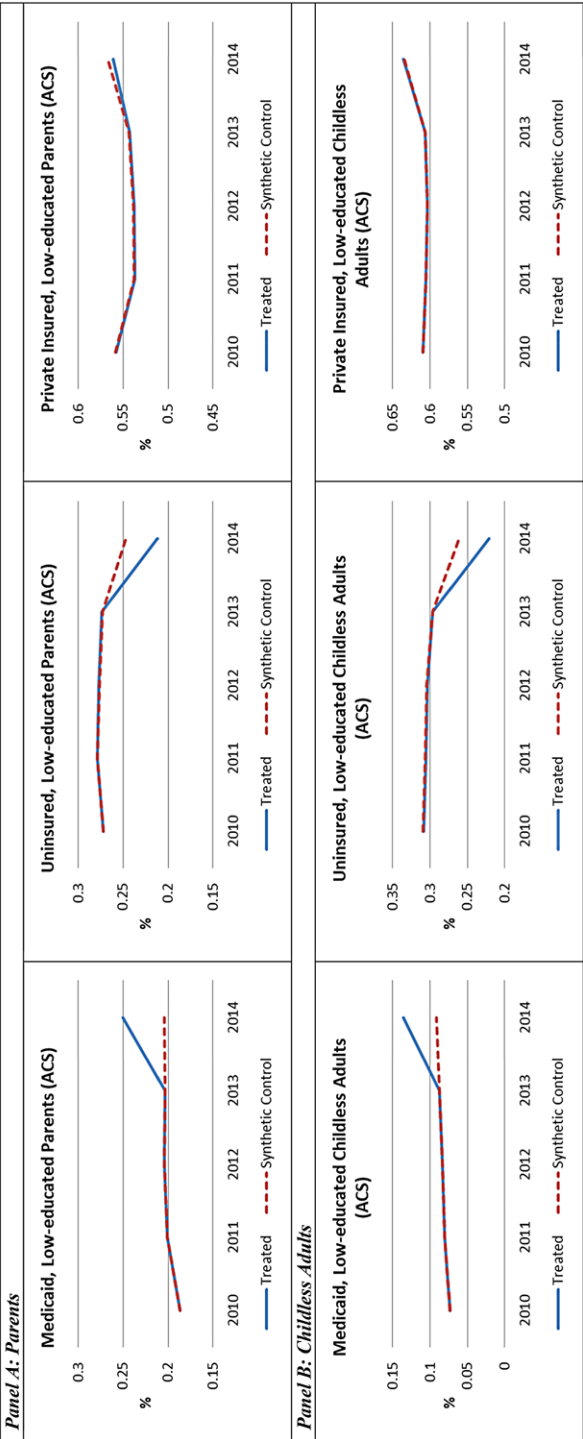 Panel A: Parents
Medicaid, Low-educated Parents (ACS)
0.3
0.25
0.2
0.15
%
2010 2011 2012 2013 2014
Treated Synthetic Control
Uninsured, Low-educated Parents (ACS)
0.3
0.25
0.2
0.15
%
2010 2011 2012 2013 2014
Treated Synthetic Control
Private Insured, Low-educated Parents (ACS)
0.6
0.55
0.5
0.45
%
2010 2011 2012 2013 2014
Treated Synthetic Control
Panel B: Childless Adults
Medicaid, Low-educated Childless Adults
(ACS)
0.15
0.1
0.05
0
%
2010 2011 2012 2013 2014
Treated Synthetic Control
Uninsured, Low-educated Childless Adults
(ACS)
0.35
0.3
0.25
0.2
%
2010 2011 2012 2013 2014
Treated Synthetic Control
Private Insured, Low-educated Childless
Adults (ACS)
0.65
0.6
0.55
0.5
%
2010 2011 2012 2013 2014
Treated Synthetic Control